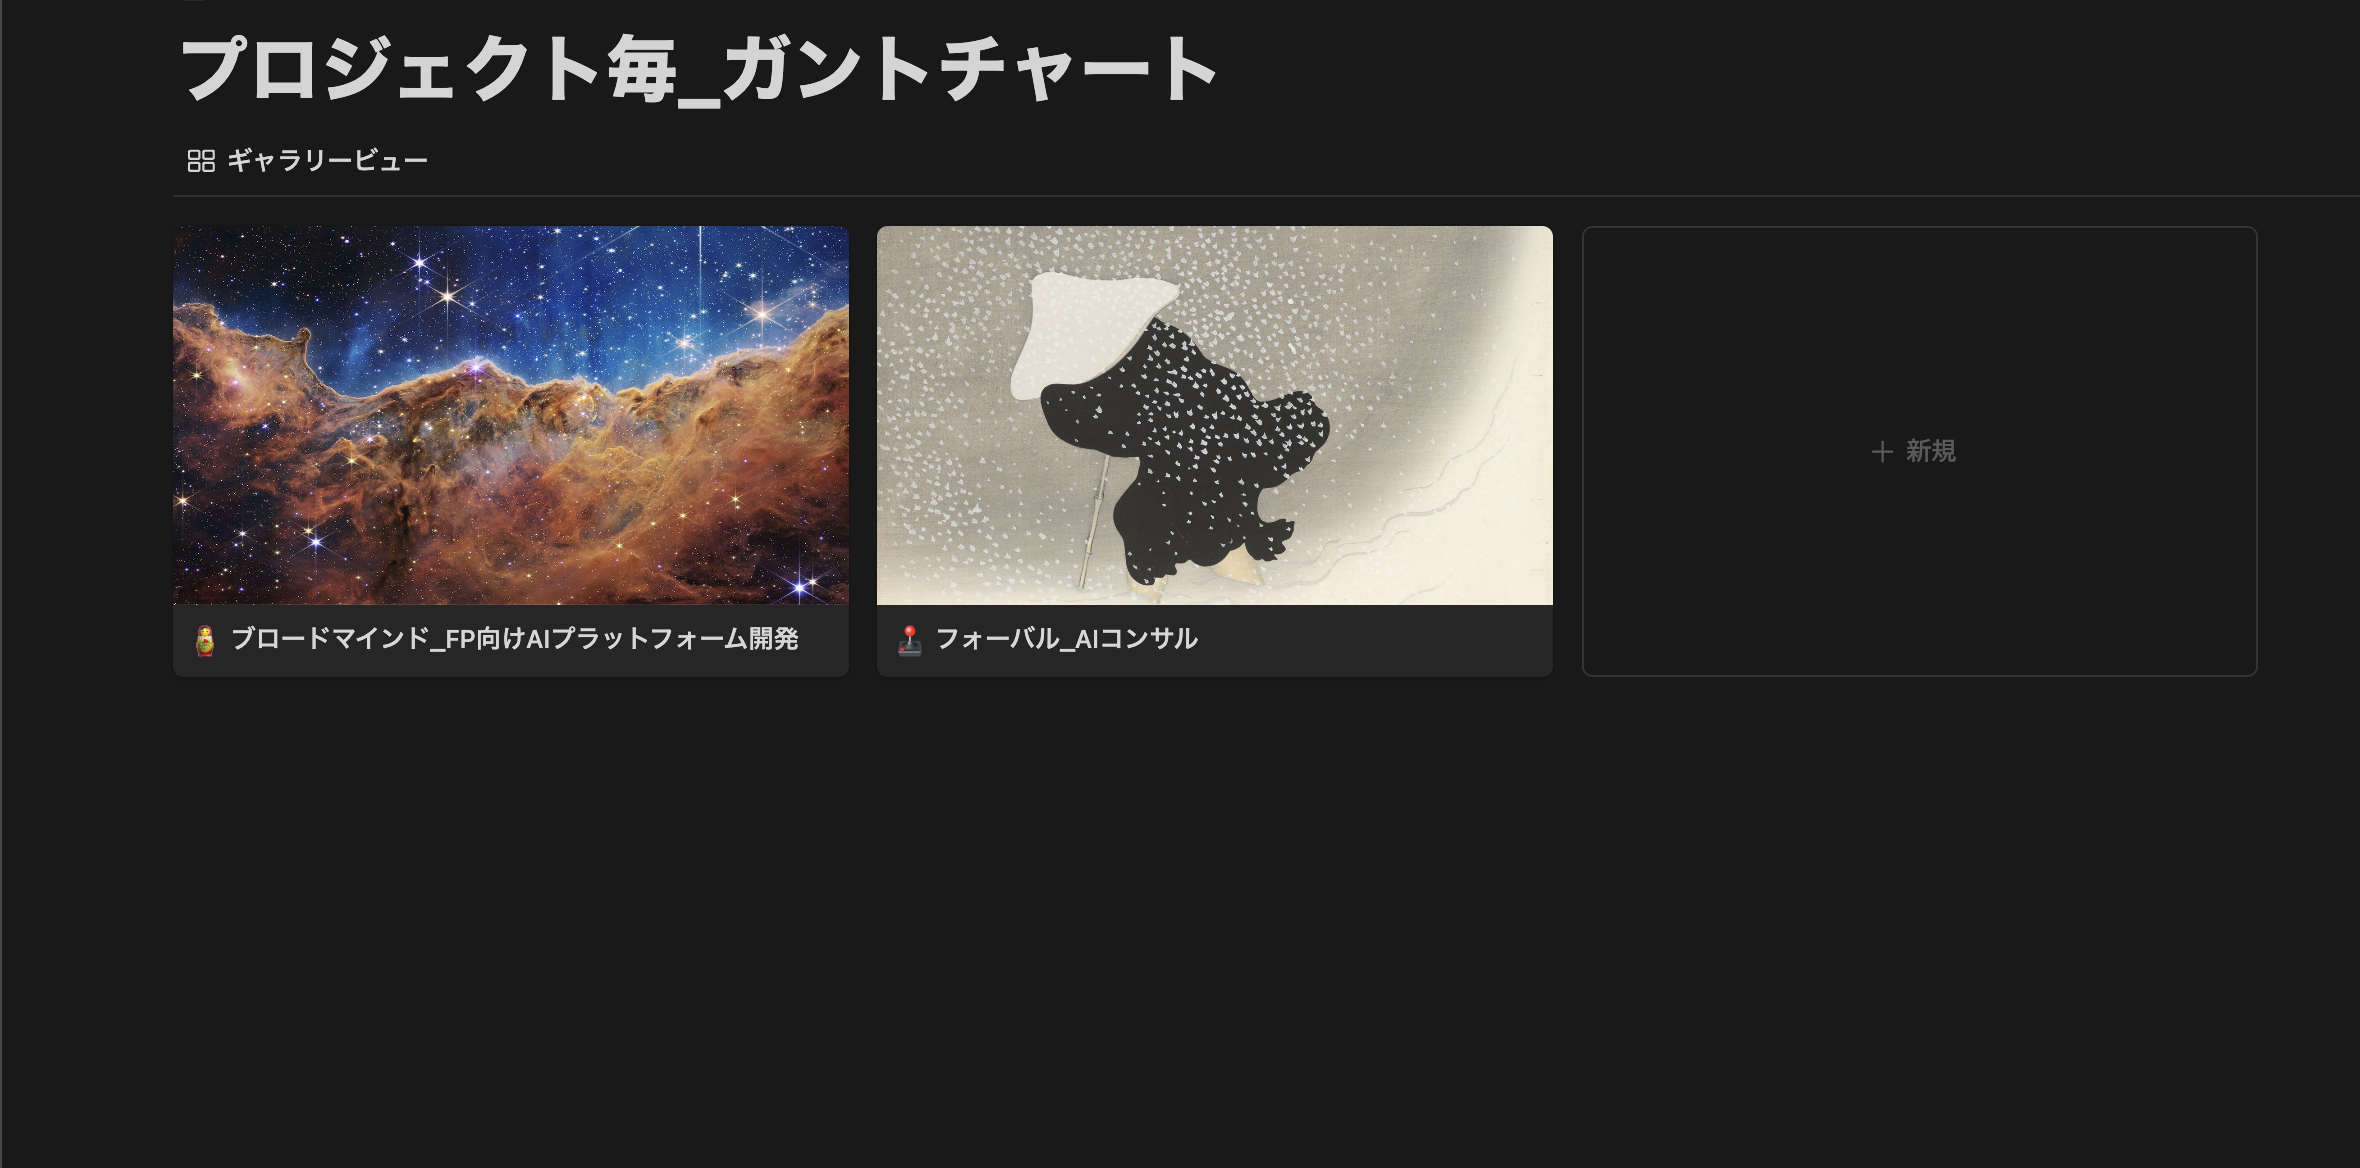 プロジェクト毎_ガントチャート
ギャラリービュー
ブロードマインド_FP向けAIプラットフォーム開発
フォーバル_AIコンサル
+ 新規